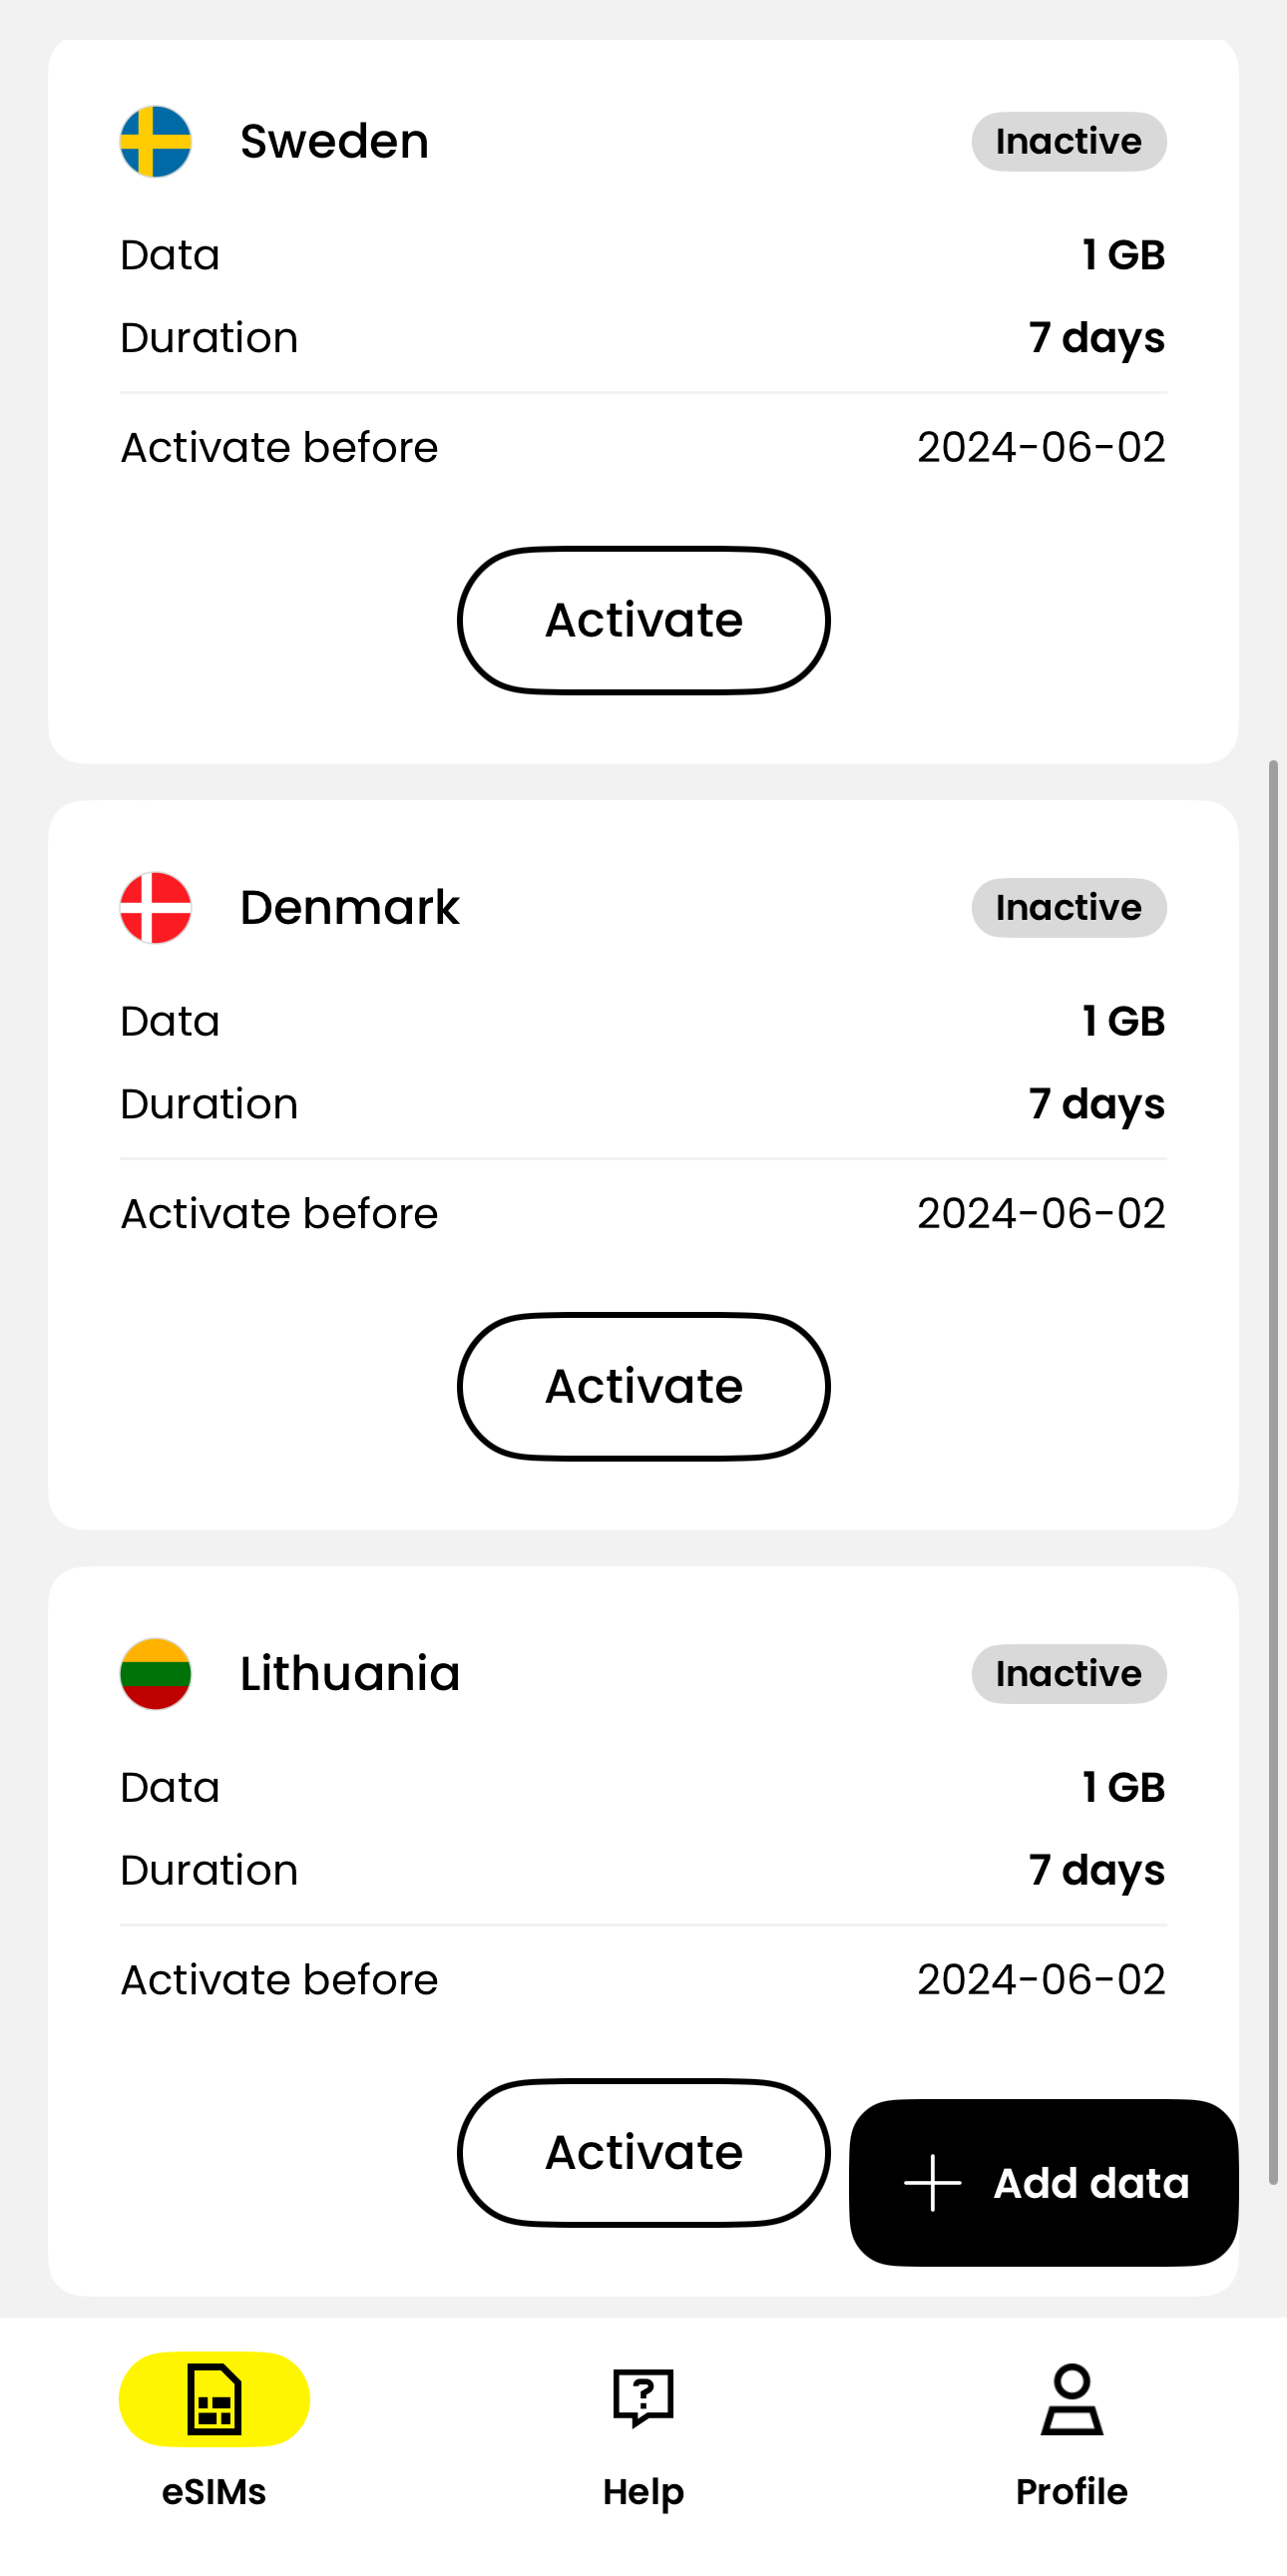 Sweden
Inactive
Data
1 GB
Duration
7 days
Activate before
2024-06-02
Activate
Denmark
Inactive
Data
1 GB
Duration
7 days
Activate before
2024-06-02
Activate
Lithuania
Inactive
Data
1 GB
Duration
7 days
Activate before
2024-06-02
Activate
Add data
eSIMs
Help
Profile